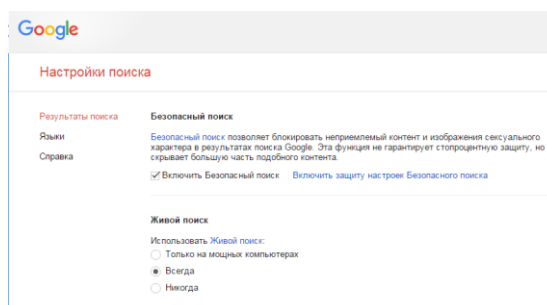 Google
Настройки поиска
Результаты поиска
Языки
Справка
Безопасный поиск
Безопасный поиск позволяет блокировать неприемлемый контент и изображения сексуального
характера в результатах поиска Google. Эта функция не гарантирует стопроцентную защиту, но
скрывает большую часть подобного контента.
Включить Безопасный поиск Включить защиту настроек Безопасного поиска
Живой поиск
Использовать Живой поиск:
Только на мощных компьютерах
Всегда
Никогда